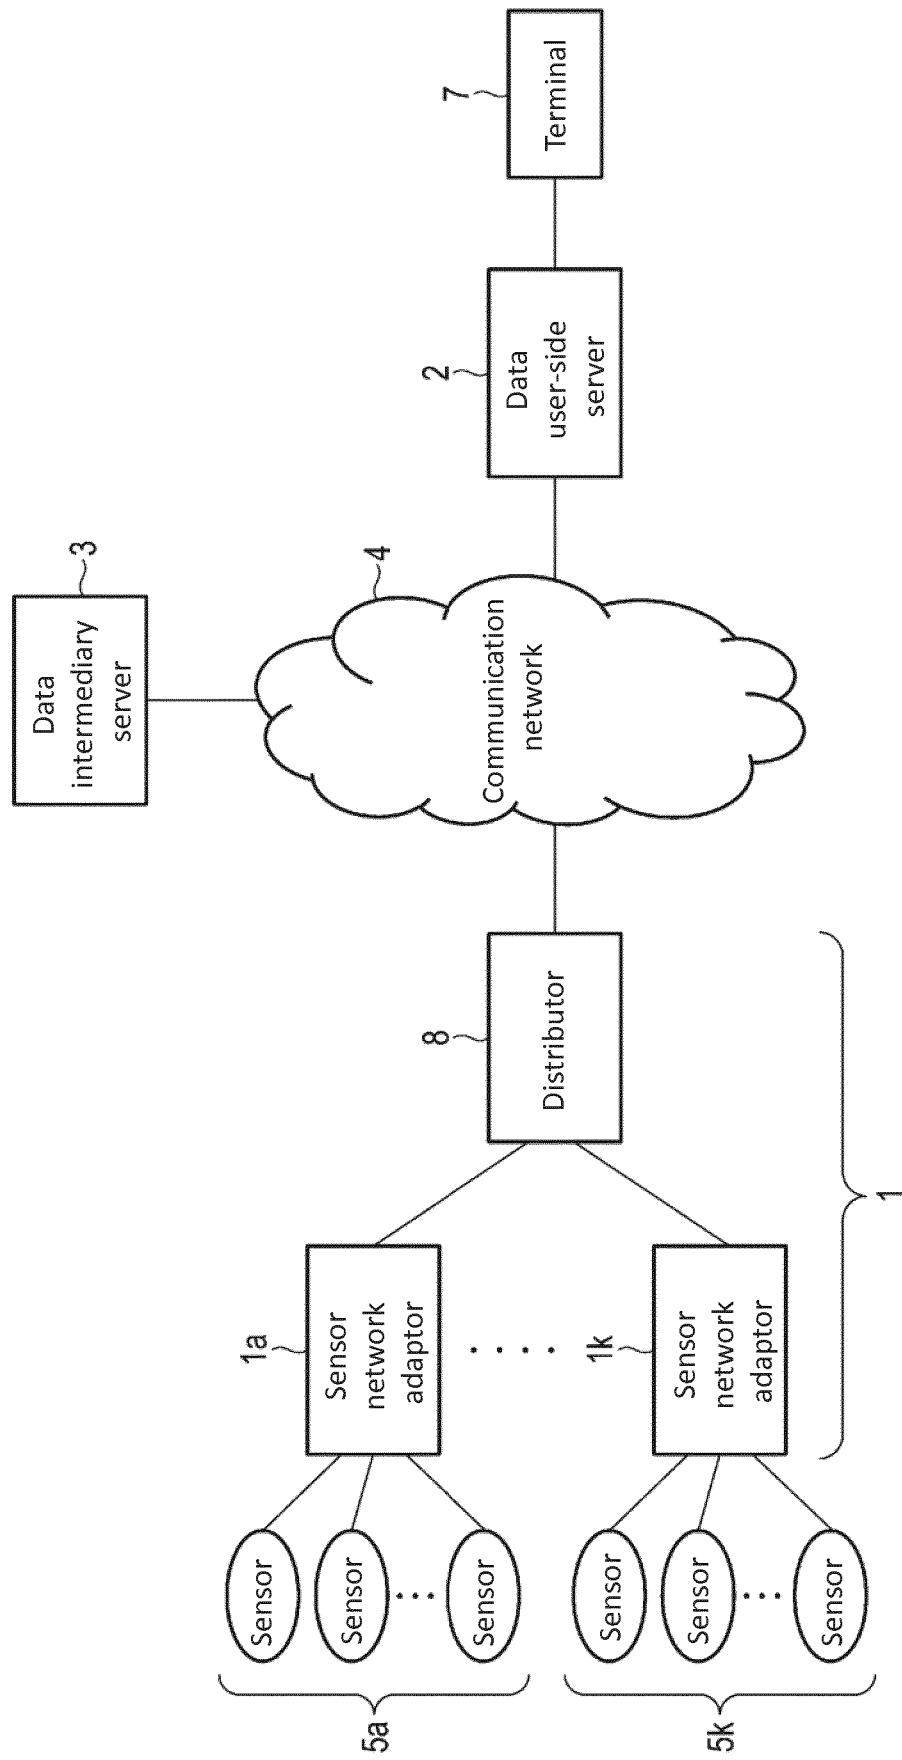 Data
intermediary
server
3
4
Communication
network
7
Terminal
2
Data
user-side
server
8
Distributor
1a
Sensor
network
adaptor
. . . .
1k
Sensor
network
adaptor
1
Sensor
Sensor
...
Sensor
5a
Sensor
Sensor
...
Sensor
5k